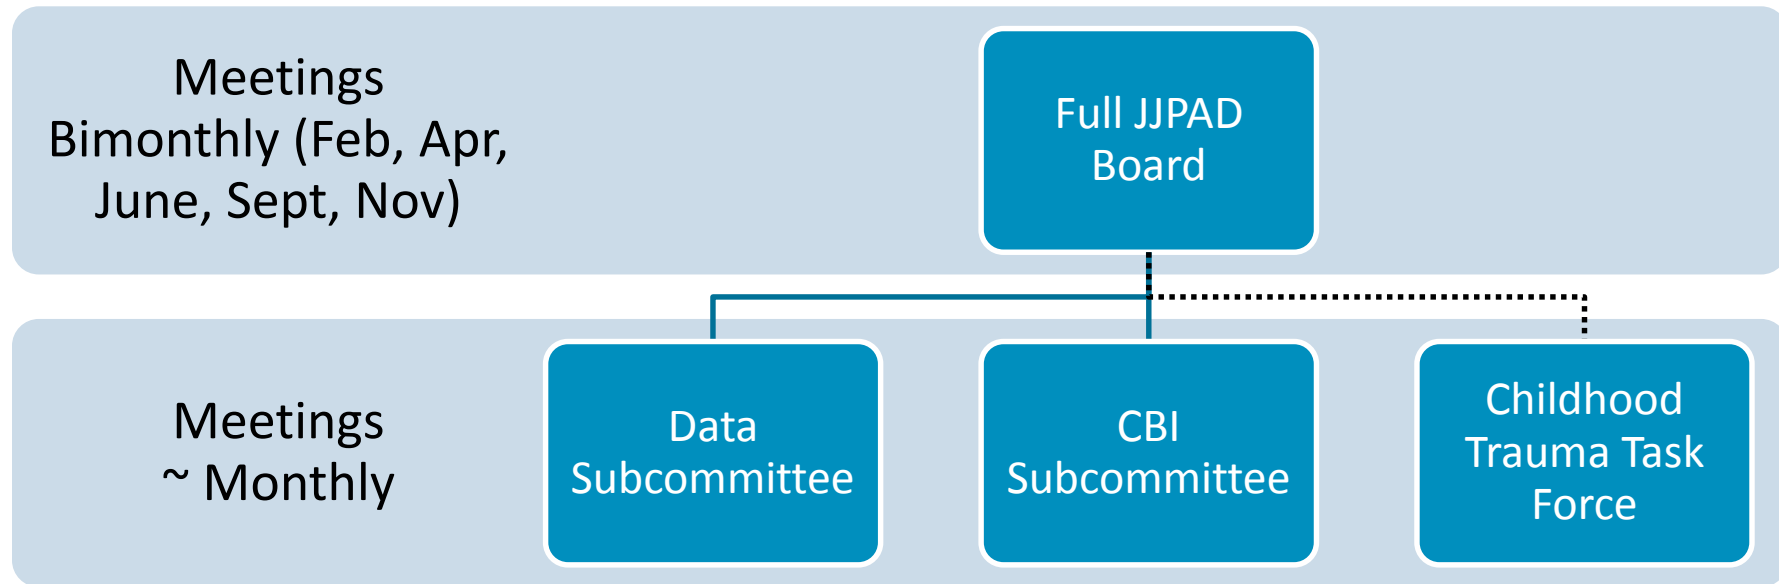 Meetings
Bimonthly (Feb, Apr,
June, Sept, Nov)
Full JJPAD
Board
Meetings
~ Monthly
Data
Subcommittee
CBI
Subcommittee
Childhood
Trauma Task
Force